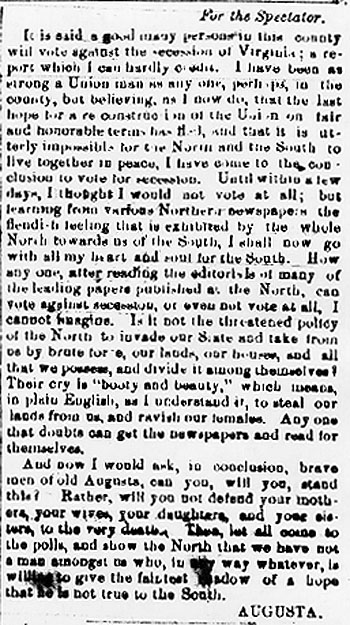 For the Spectator.
It is said a good many persons in this county
will vote against the secession of Virginia; a re-
port which I can hardly credit. I have been as
strong a Union man as any one, perhaps, in the
county, but believing, as I now do, that the last
hope for a re construction of the Union on fair
and honorable terms has fled, and that it is ut-
terly impossible for the North and the South to
live together in peace, I have come to the con-
clusion to vote for secession. Until within a few
days, I thought I would not vote at all; but
learning from various Northern newspapers the
fiendish feeling that is exhibited by the whole
North towards us of the South, I shall now go
with all my heart and soul for the South. How
any one, after reading the editorials of many of
the leading papers published at the North, can
vote against secession, or even not vote at all, I
cannot imagine. Is it not the threatened policy
of the North to invade our State and take from
us by brute force, our lands, our houses, and all
that we possess, and divide it among themselves?
Their cry is "booty and beauty," which means,
in plain English, as I understand it, to steal our
lands from us, and ravish our females. Any one
that doubts can get the newspapers and read for
themselves.
And now I would ask, in conclusion, brave
men of old Augusta, can you, will you, stand
this? Rather, will you not defend your moth-
ers, your wives, your daughters, and your sis-
ters, to the very death. Then, let all come to
the polls, and show the North that we have not
a man amongst us who, in any way whatever, is
willing to give the faintest shadow of a hope
that he is not true to the South.
AUGUSTA.